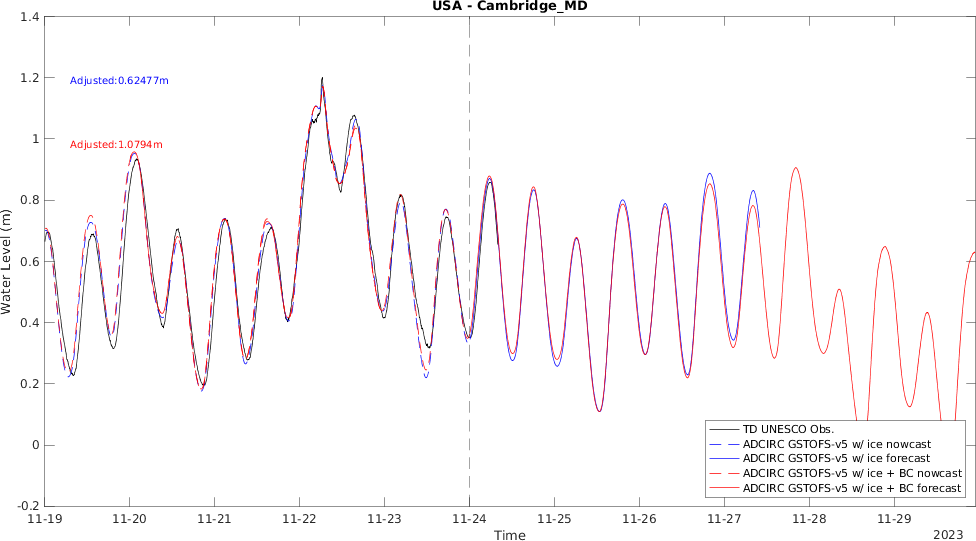 USA - Cambridge_MD
1.4
1.2
1
0.8
0.6
0.4
0.2
0
-0.2
Water Level (m)
Adjusted:0.62477m
Adjusted:1.0794m
TD UNESCO Obs.
ADCIRC GSTOFS-v5 w/ ice nowcast
ADCIRC GSTOFS-v5 w/ ice forecast
ADCIRC GSTOFS-v5 w/ ice + BC nowcast
ADCIRC GSTOFS-v5 w/ ice + BC forecast
11-19 11-20 11-21 11-22 11-23 11-24 11-25 11-26 11-27 11-28 11-29
Time
2023